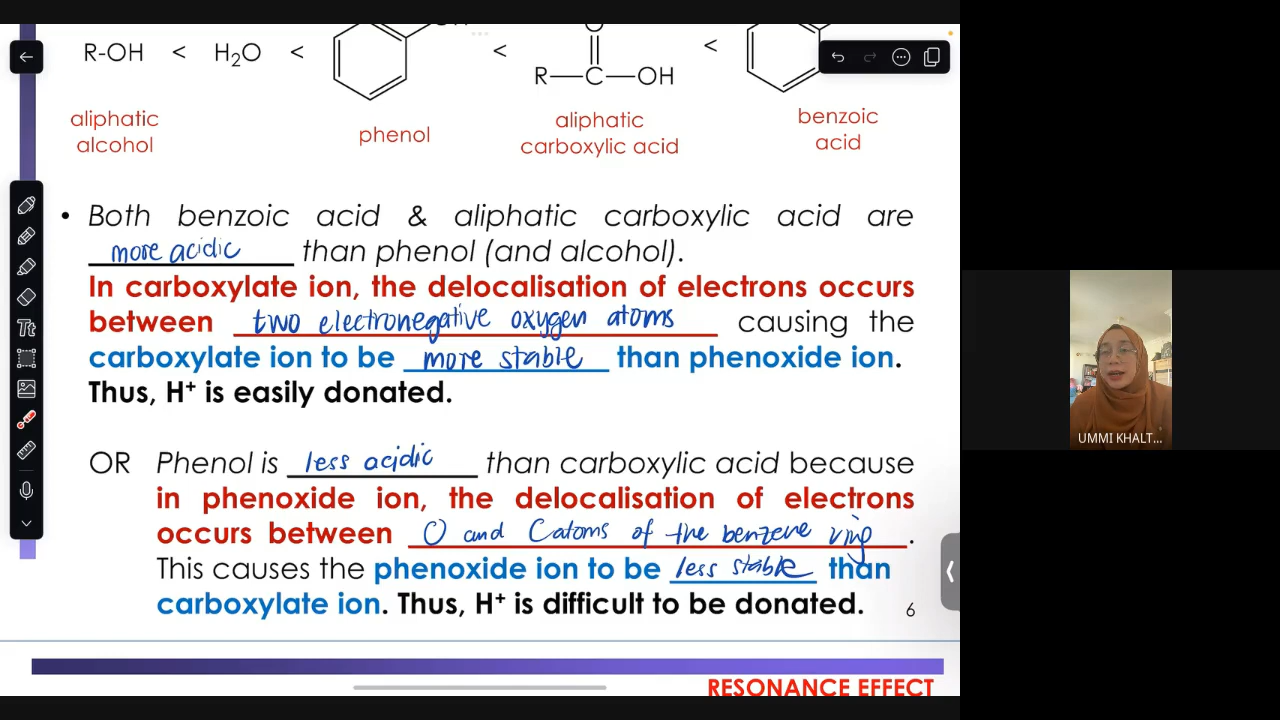 R-OH < H₂O < < R—C—OH <
O
aliphatic
alcohol
phenol
aliphatic
carboxylic acid
benzoic
acid
• Both benzoic acid & aliphatic carboxylic acid are
more acidic than phenol (and alcohol).
In carboxylate ion, the delocalisation of electrons occurs
between two electronegative oxygen atoms causing the
carboxylate ion to be more stable than phenoxide ion.
Thus, H⁺ is easily donated.
OR Phenol is less acidic than carboxylic acid because
in phenoxide ion, the delocalisation of electrons
occurs between O and C atoms of the benzene ring.
This causes the phenoxide ion to be less stable than
carboxylate ion. Thus, H⁺ is difficult to be donated.
6
RESONANCE EFFECT
Tt
UMMI KHALT...